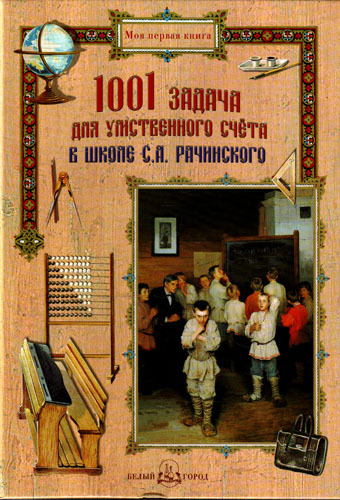 Моя первая книга
1001 ЗАДАЧА
ДЛЯ УМСТВЕННОГО СЧЁТА
В ШКОЛЕ С.А. РАЧИНСКОГО
БЕЛЫЙ ГОРОД